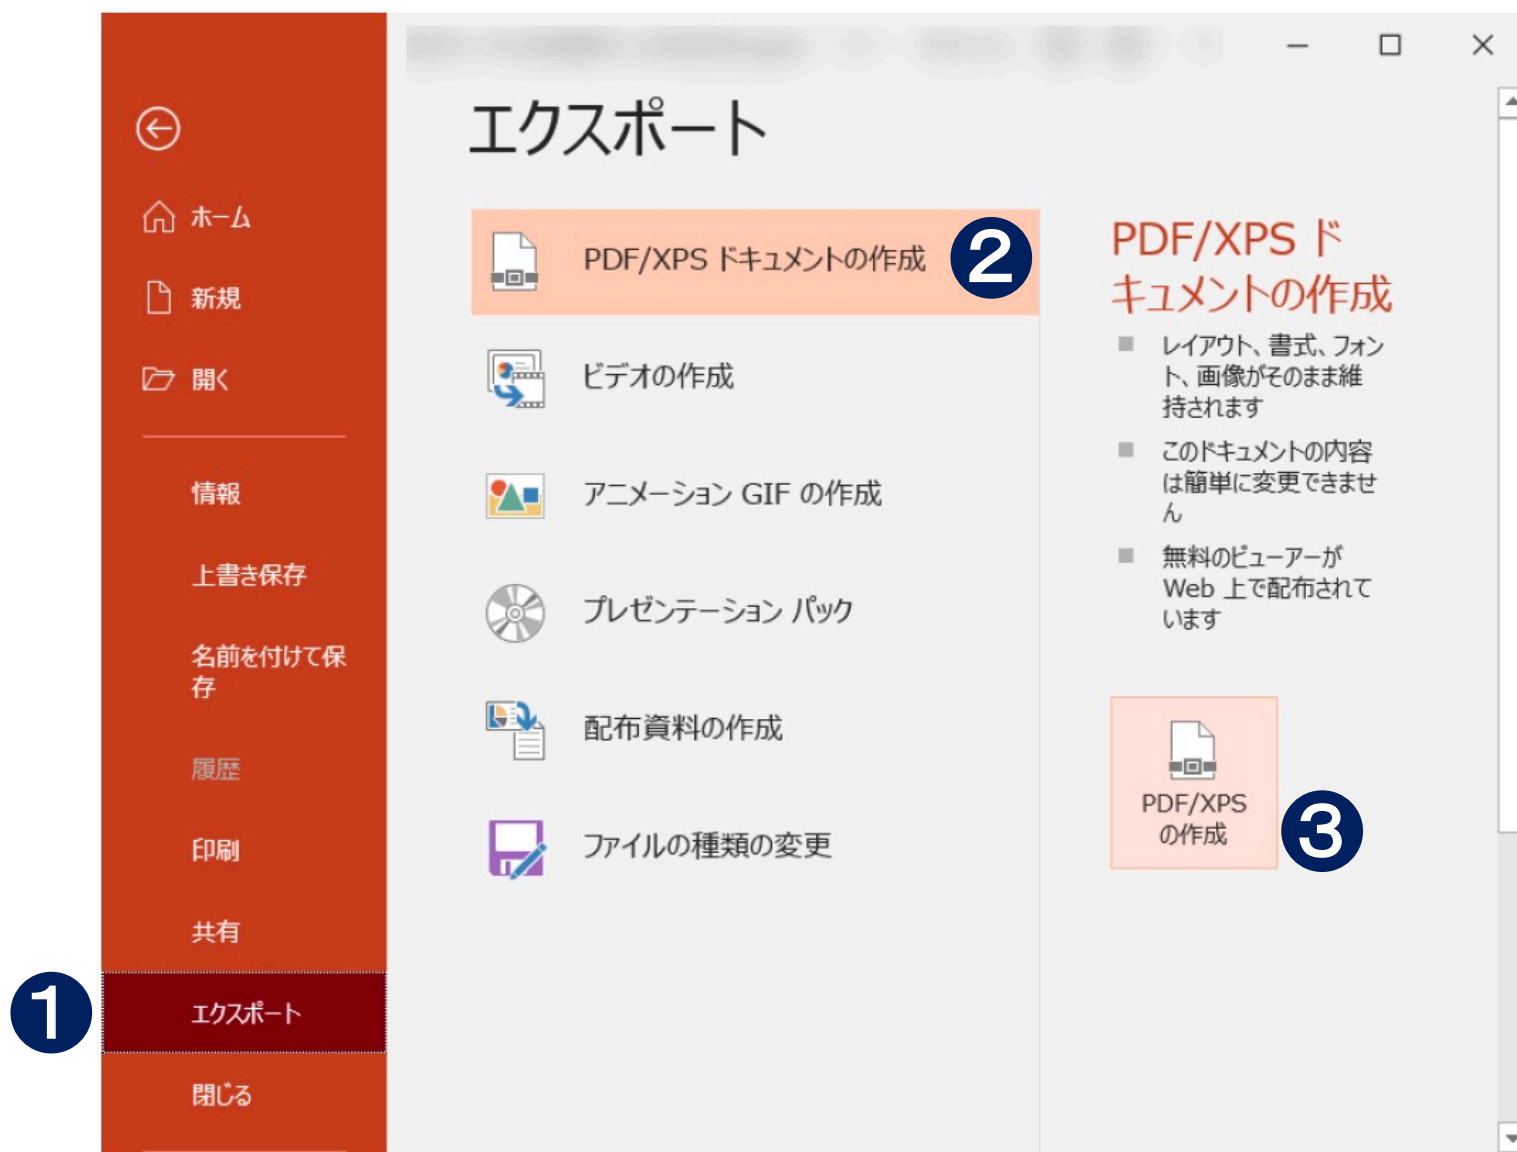 エクスポート
ホーム
新規
開く
情報
上書き保存
名前を付けて保
存
履歴
印刷
共有
1
エクスポート
閉じる
PDF/XPS ドキュメントの作成
2
ビデオの作成
アニメーション GIF の作成
プレゼンテーション パック
配布資料の作成
ファイルの種類の変更
PDF/XPS ド
キュメントの作成
レイアウト、書式、フォン
ト、画像がそのまま維
持されます
このドキュメントの内容
は簡単に変更できませ
ん
無料のビューアーが
Web 上で配布されて
います
PDF/XPS
の作成
3